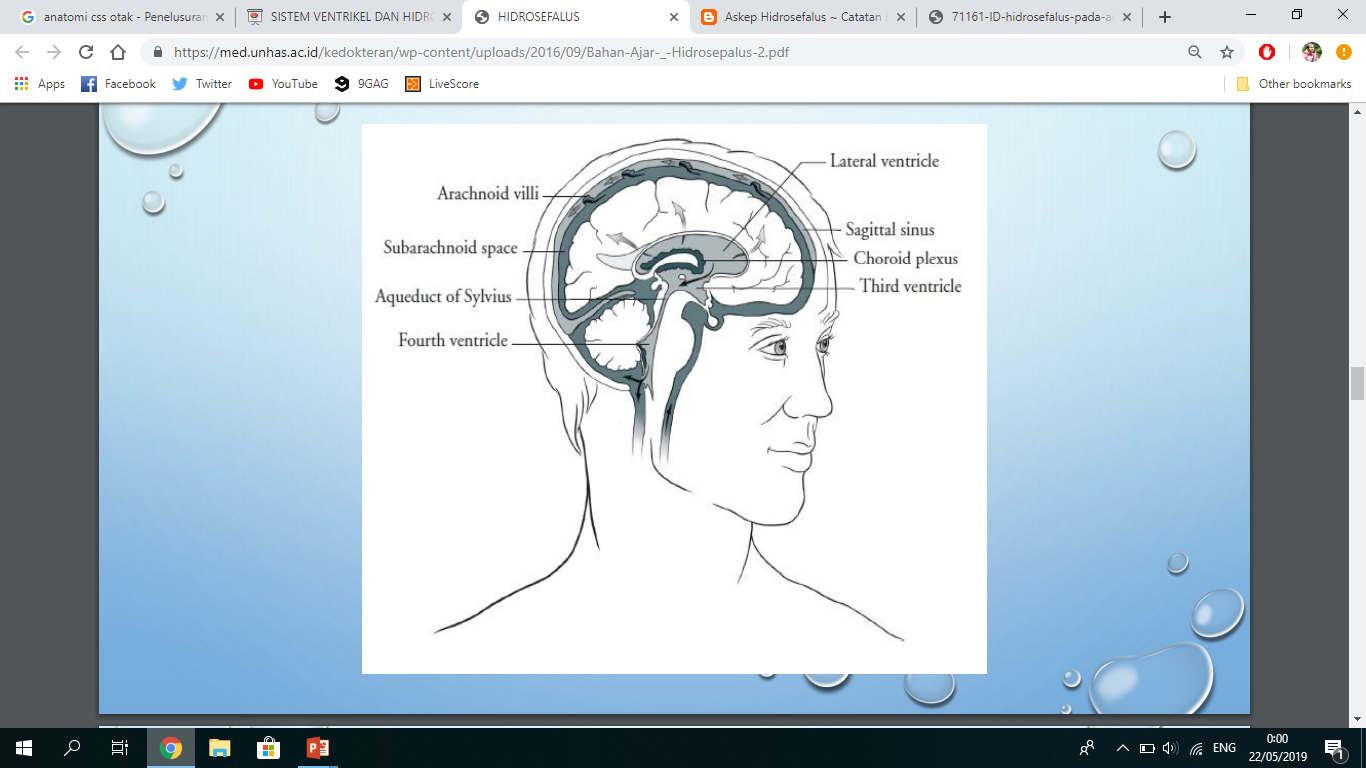 anatomi css otak - Penelusuran
SISTEM VENTRIKEL DAN HIDRO
HIDROSEFALUS
Askep Hidrosefalus ~ Catatan
71161-ID-hidrosefalus-pada-a
https://med.unhas.ac.id/kedokteran/wp-content/uploads/2016/09/Bahan-Ajar-_-Hidrosepalus-2.pdf
Apps
Facebook
Twitter
YouTube
9GAG
LiveScore
Other bookmarks
Lateral ventricle
Arachnoid villi
Sagittal sinus
Subarachnoid space
Choroid plexus
Third ventricle
Aqueduct of Sylvius
Fourth ventricle
ENG
0:00
22/05/2019
1